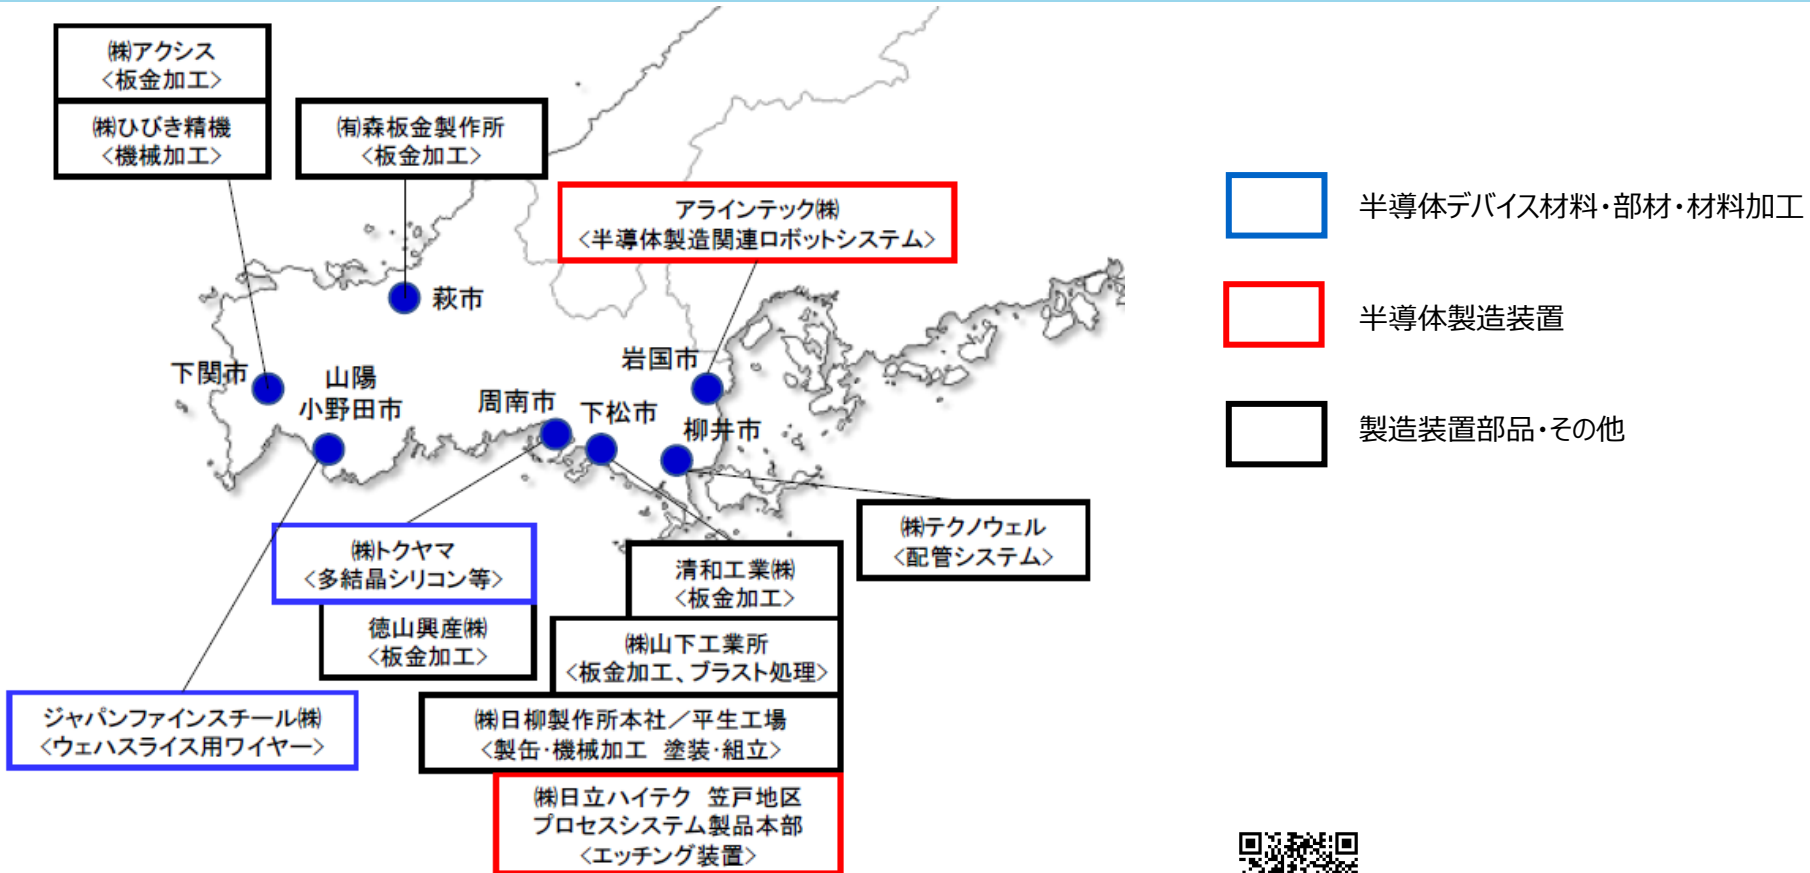 ㈱アクシス
<板金加工>
㈱ひびき精機
<機械加工>
㈲森板金製作所
<板金加工>
アラインテック㈱
<半導体製造関連ロボットシステム>
半導体デバイス材料・部材・材料加工
半導体製造装置
製造装置部品・その他
萩市
下関市
山陽
小野田市
周南市
下松市
岩国市
柳井市
㈱トクヤマ
<多結晶シリコン等>
徳山興産㈱
<板金加工>
ジャパンファインスチール㈱
<ウェハスライス用ワイヤー>
㈱テクノウェル
<配管システム>
清和工業㈱
<板金加工>
㈱山下工業所
<板金加工、ブラスト処理>
㈱日柳製作所本社／平生工場
<製缶・機械加工　塗装・組立>
㈱日立ハイテク　笠戸地区
プロセスシステム製品本部
<エッチング装置>